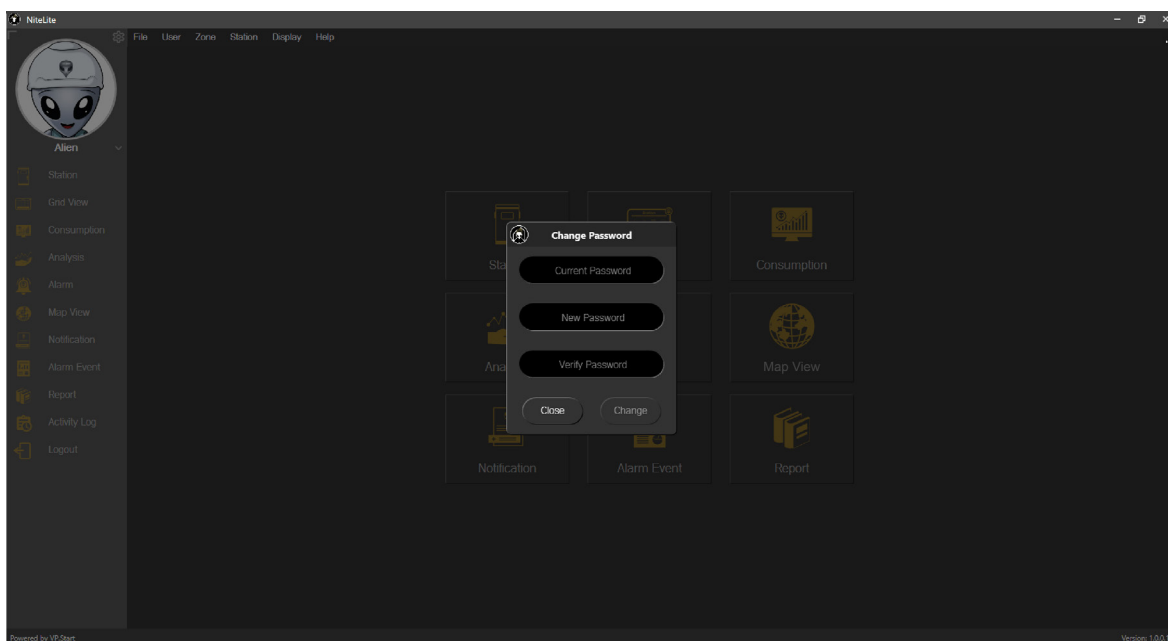 NiteLite
File User Zone Station Display Help
Alien
Station
Grid View
Consumption
Analysis
Alarm
Map View
Notification
Alarm Event
Report
Activity Log
Logout
Consumption
Map View
Notification
Alarm Event
Report
Change Password
Current Password
New Password
Verify Password
Close Change
Powered by VP.Start